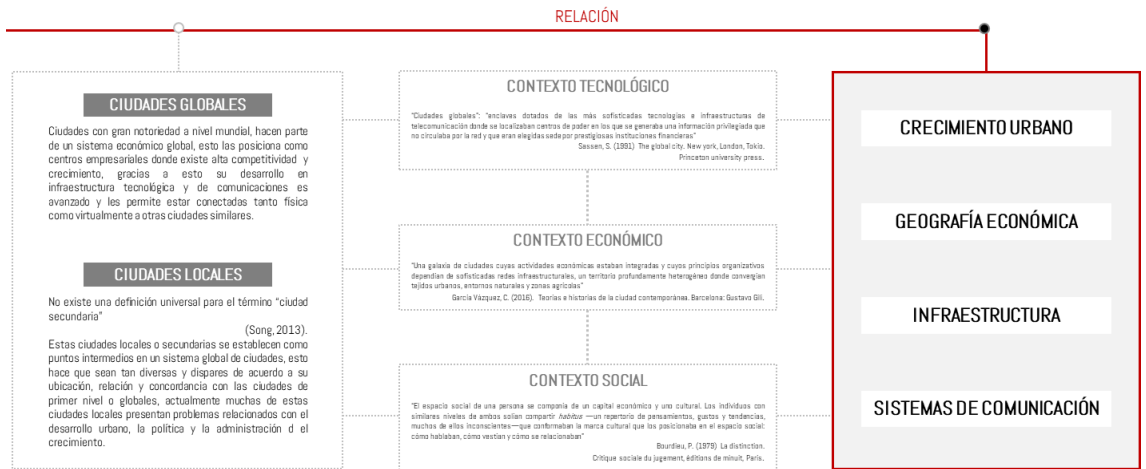 RELACIÓN
CIUDADES GLOBALES
Ciudades con gran notoriedad a nivel mundial, hacen parte
de un sistema económico global, esto las posiciona como
centros empresariales donde existe alta competitividad y
crecimiento, gracias a esto su desarrollo en
infraestructura tecnológica y de comunicaciones es
avanzado y les permite estar conectadas tanto física
como virtualmente a otras ciudades similares.
CIUDADES LOCALES
No existe una definición universal para el término “ciudad
secundaria”
(Song, 2013).
Estas ciudades locales o secundarias se establecen como
puntos intermedios en un sistema global de ciudades, esto
hace que sean tan diversas y dispares de acuerdo a su
ubicación, relación y concordancia con las ciudades de
primer nivel o globales, actualmente muchas de estas
ciudades locales presentan problemas relacionados con el
desarrollo urbano, la política y la administración d el
crecimiento.
CONTEXTO TECNOLÓGICO
“Ciudades globales”: “enclaves dotados de las más sofisticadas tecnologías e infraestructuras de
telecomunicación donde se localizaban centros de poder en los que se generaba una información privilegiada que
no circulaba por la red y que eran elegidas sede por prestigiosas instituciones financieras”
Sassen, S. (1991) The global city. New york, London, Tokio.
Princeton university press.
CONTEXTO ECONÓMICO
“Una galaxia de ciudades cuyas actividades económicas estaban integradas y cuyos principios organizativos
dependían de sofisticadas redes infraestructurales, un territorio profundamente heterogéneo donde convergían
tejidos urbanos, entornos naturales y zonas agrícolas”
García Vázquez, C. (2016). Teorías e historias de la ciudad contemporánea. Barcelona: Gustavo Gili.
CONTEXTO SOCIAL
“El espacio social de una persona se componía de un capital económico y uno cultural. Los individuos con
similares niveles de ambos solían compartir habitus —un repertorio de pensamientos, gustos y tendencias,
muchos de ellos inconscientes—que conformaban la marca cultural que los posicionaba en el espacio social:
cómo hablaban, cómo vestían y cómo se relacionaban”
Bourdieu, P. (1979) La distinction.
Critique sociale du jugement, éditions de minuit, Paris.
CRECIMIENTO URBANO
GEOGRAFÍA ECONÓMICA
INFRAESTRUCTURA
SISTEMAS DE COMUNICACIÓN